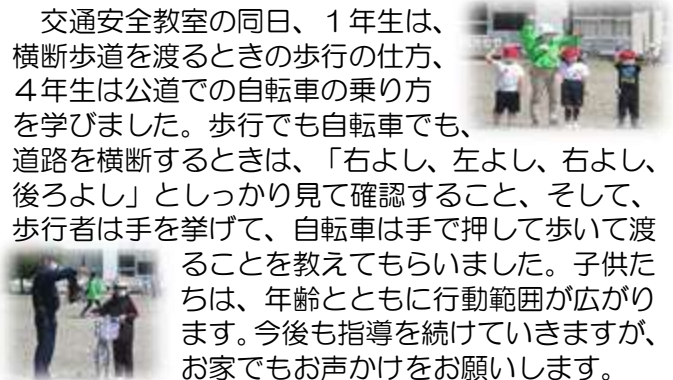 交通安全教室の同日、１年生は、
横断歩道を渡るときの歩行の仕方、
４年生は公道での自転車の乗り方
を学びました。歩行でも自転車でも、
道路を横断するときは、「右よし、左よし、右よし、
後ろよし」としっかり見て確認すること、そして、
歩行者は手を挙げて、自転車は手で押して歩いて渡
ることを教えてもらいました。子供た
ちは、年齢とともに行動範囲が広がり
ます。今後も指導を続けていきますが、
お家でもお声かけをお願いします。